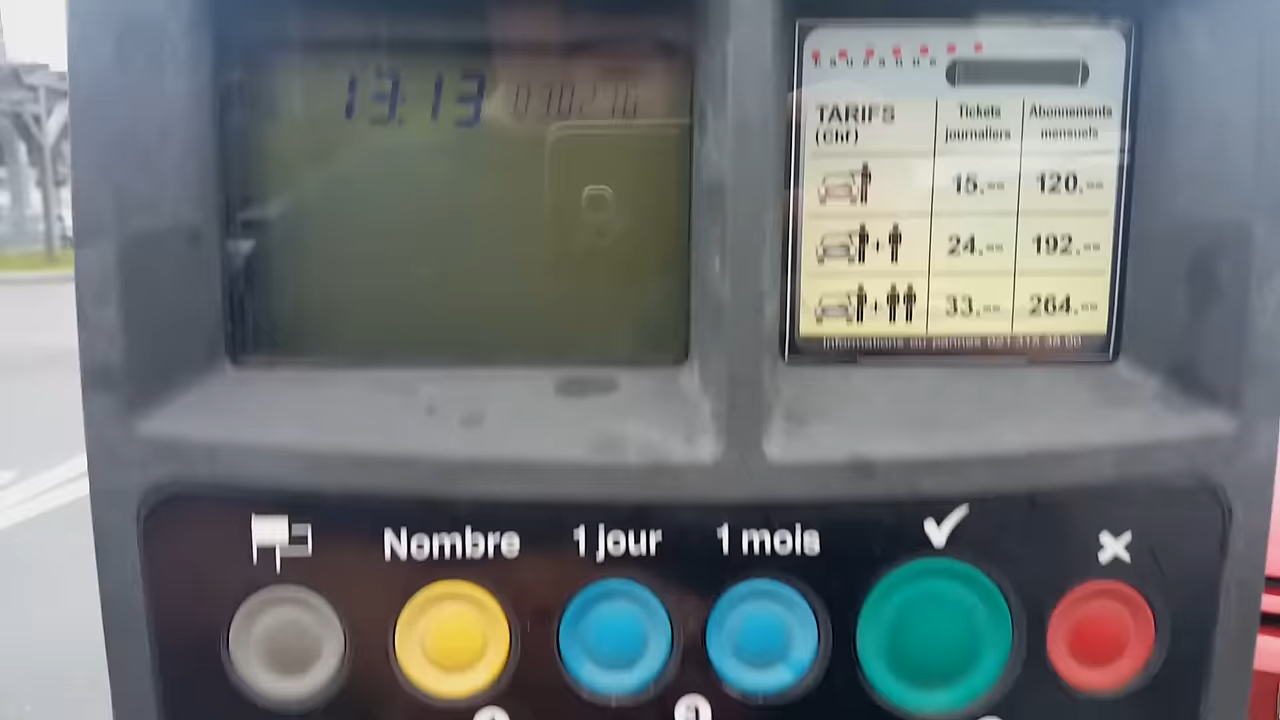 13:13
TARIFS
(Chf)
Tickets
journaliers
Abonnements
mensuels
15.--
120.--
24.--
192.--
33.--
264.--
Nombre
1 jour
1 mois